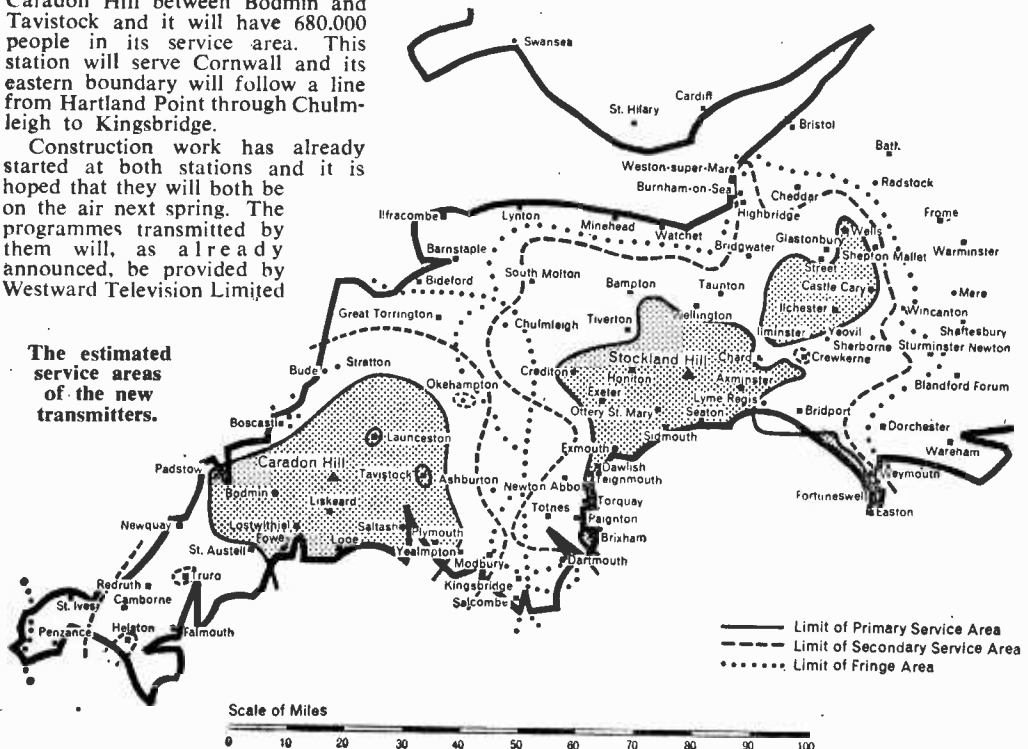 Caradon Hill between Bodmin and
Tavistock and it will have 680.000
people in its service area. This
station will serve Cornwall and its
eastern boundary will follow a line
from Hartland Point through Chulm-
leigh to Kingsbridge.
Construction work has already
started at both stations and it is
hoped that they will both be
on the air next spring. The
programmes transmitted by
them will, as already
announced, be provided by
Westward Television Limited
The estimated
service areas
of the new
transmitters.
Swansea
Cardiff
St. Hilary
Bristol
Bath
Weston-super-Mare
Radstock
Burnham-on-Sea
Cheddar
Highbridge
Frome
Ilfracombe
Lynton
Minehead
Watchet
Wells
Glastonbury
Bridgwater
Warminster
Barnstaple
Shepton Mallet
Street
Bideford
South Molton
Castle Cary
Bampton
Taunton
Mere
Great Torrington
Ilchester
Wincanton
Wellington
Chulmleigh
Tiverton
Shaftesbury
Ilminster
Yeovil
Sherborne
Sturminster Newton
Stockland Hill
Chard
Crewkerne
Stratton
Bude
Crediton
Honiton
Okehampton
Axminster
Blandford Forum
Exeter
Lyme Regis
Ottery St. Mary
Seaton
Bridport
Boscastle
Dorchester
Launceston
Sidmouth
Exmouth
Wareham
Caradon Hill
Padstow
Dawlish
Weymouth
Tavistock
Ashburton
Teignmouth
Newton Abbo
Bodmin
Fortuneswell
Liskeard
Torquay
Easton
Totnes
Paignton
Newquay
Lostwithiel
Saltash
Plymouth
Fowe
Brixham
Looe
St. Austell
Yealmpton
Dartmouth
Modbury
Truro
Kingsbridge
Redruth
Salcombe
Camborne
St. Ives
Helston
Penzance
Falmouth
Limit of Primary Service Area
Limit of Secondary Service Area
Limit of Fringe Area
Scale of Miles
0 10 20 30 40 50 60 70 80 90 100